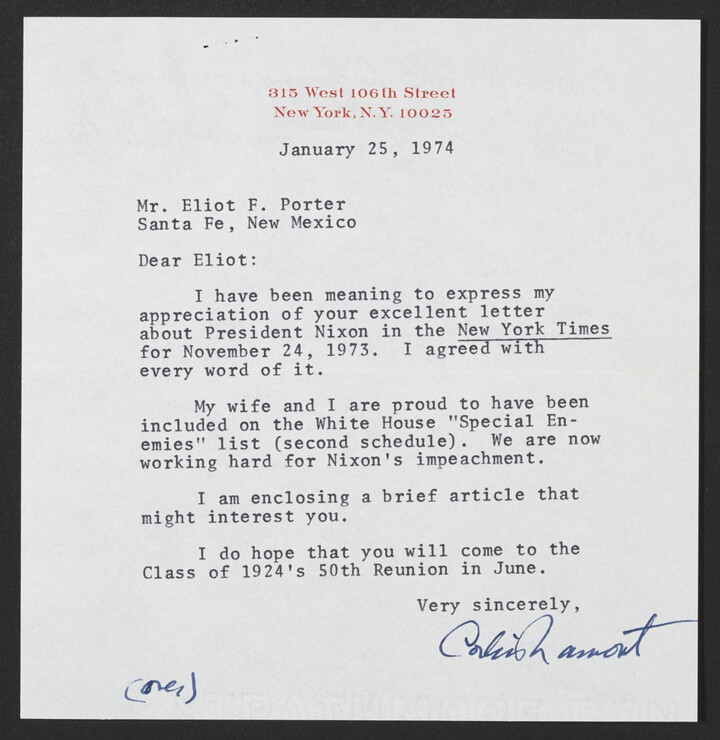 315 West 106th Street
New York, N.Y. 10025
January 25, 1974
Mr. Eliot F. Porter
Santa Fe, New Mexico
Dear Eliot:
I have been meaning to express my
appreciation of your excellent letter
about President Nixon in the New York Times
for November 24, 1973.  I agreed with
every word of it.
My wife and I are proud to have been
included on the White House "Special En-
emies" list (second schedule).  We are now
working hard for Nixon's impeachment.
I am enclosing a brief article that
might interest you.
I do hope that you will come to the
Class of 1924's 50th Reunion in June.
Very sincerely,
Corliss Lamont
(over)